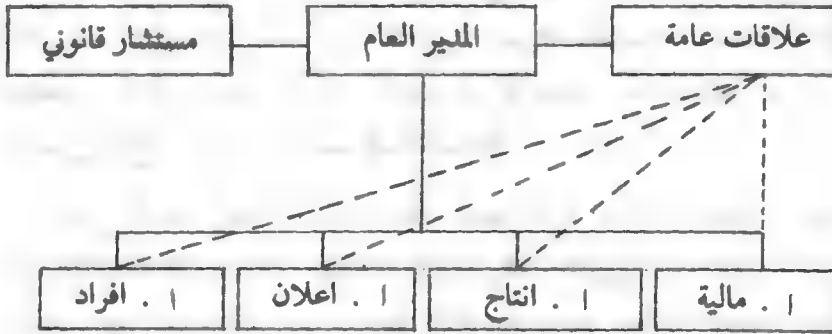 علاقات عامة
المدير العام
مستشار قانوني
ا . مالية
ا . انتاج
ا . اعلان
ا . افراد